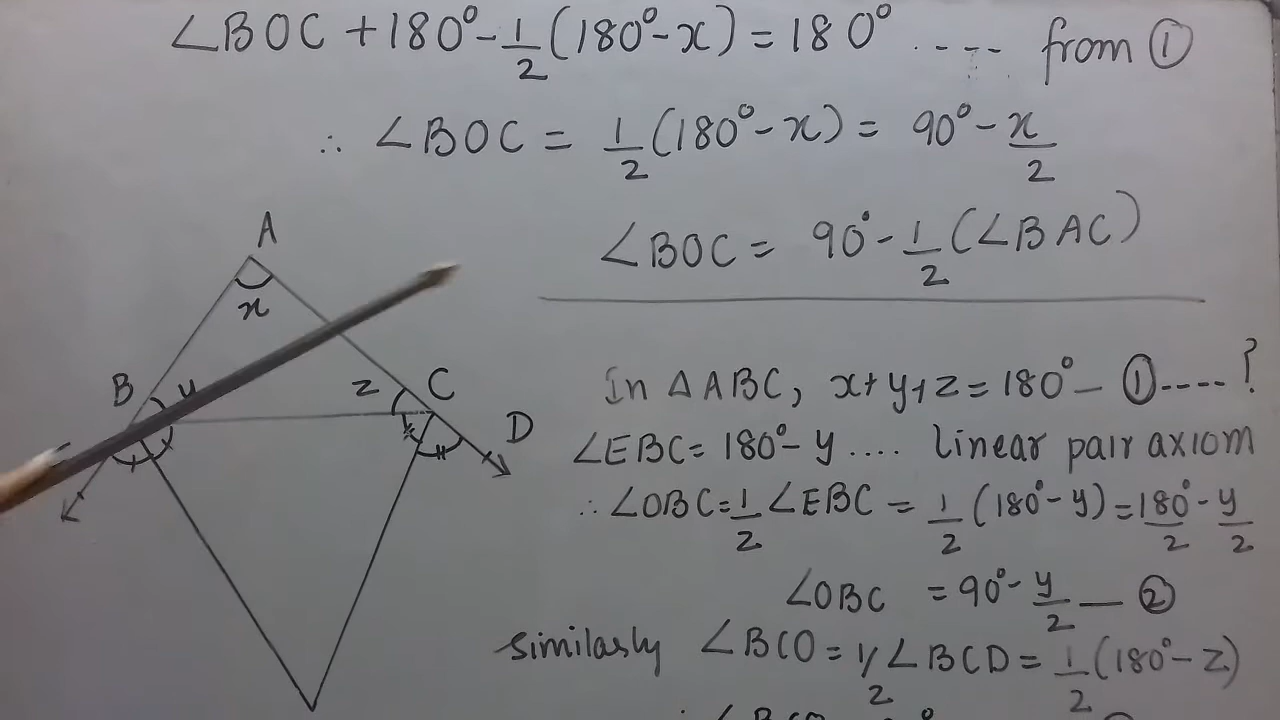 ∠BOC + 180° - 1/2 (180° - x) = 180° .... from ①
∴ ∠BOC = 1/2 (180° - x) = 90° - x/2
∠BOC = 90° - 1/2 (∠BAC)
A
x
B
y
z
C
D
In △ABC, x+y+z = 180° - ① ---- ?
∠EBC = 180° - y .... linear pair axiom
∴ ∠OBC = 1/2 ∠EBC = 1/2 (180° - y) = 180°/2 - y/2
∠OBC = 90° - y/2 — ②
similarly ∠BCO = 1/2 ∠BCD = 1/2 (180° - z)